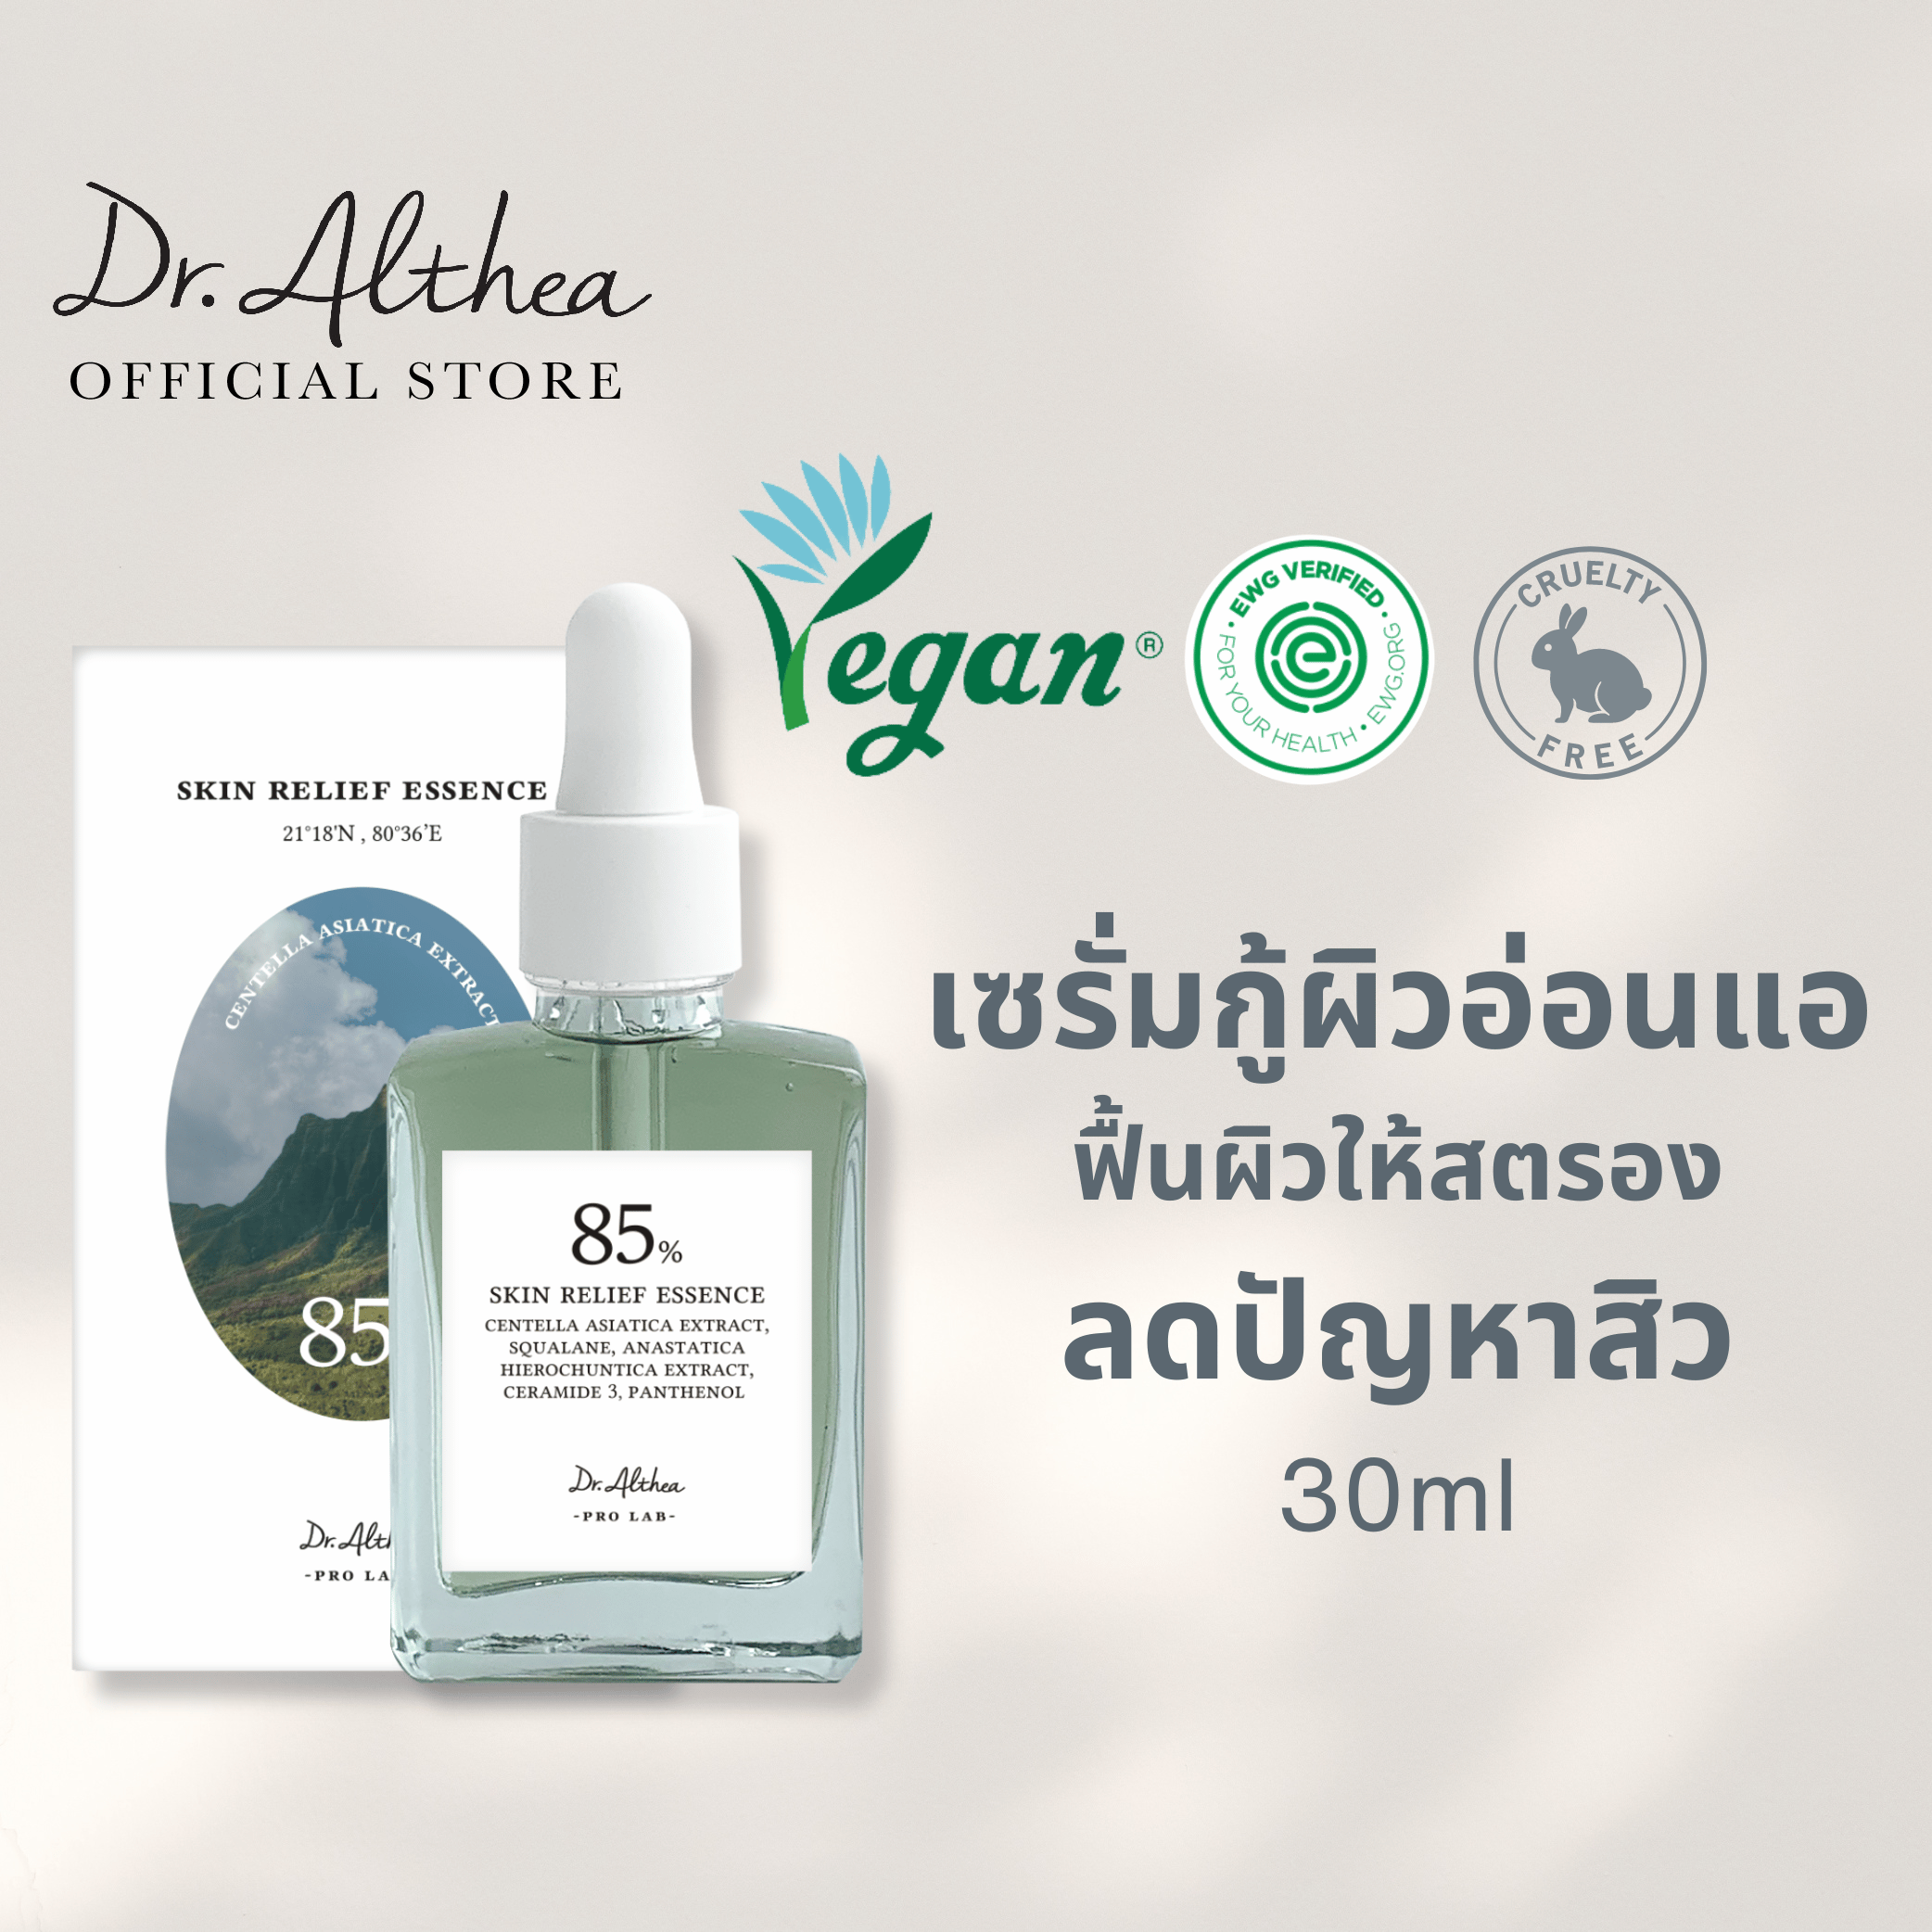 Dr. Althea
OFFICIAL STORE
Vegan®
• EWG VERIFIED •
FOR YOUR HEALTH • EWG.ORG
CRUELTY
FREE
SKIN RELIEF ESSENCE
21°18'N , 80°36’E
CENTELLA ASIATICA EXTRACT
85
Dr. Alt
-PRO LA
85%
SKIN RELIEF ESSENCE
CENTELLA ASIATICA EXTRACT,
SQUALANE, ANASTATICA
HIEROCHUNTICA EXTRACT,
CERAMIDE 3, PANTHENOL
Dr. Althea
-PRO LAB-
เซรั่มกู้ผิวอ่อนแอ
ฟื้นผิวให้สตรอง
ลดปัญหาสิว
30ml